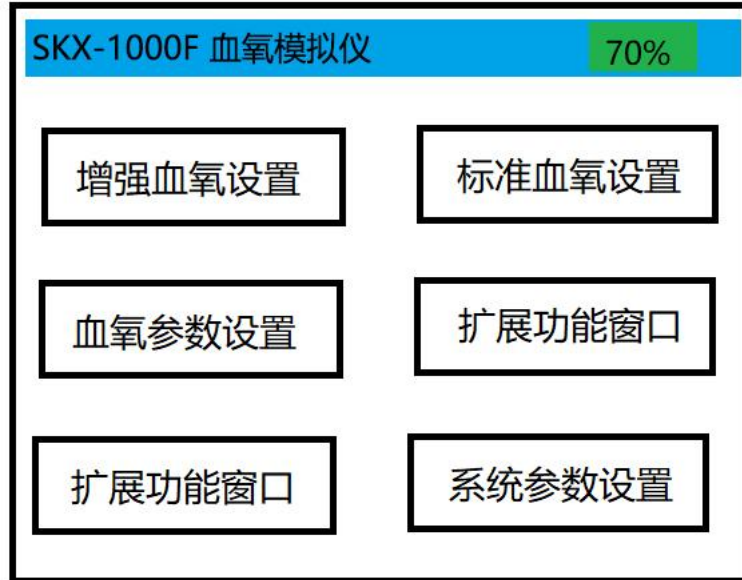 SKX-1000F 血氧模拟仪 70%
增强血氧设置 标准血氧设置
血氧参数设置 扩展功能窗口
扩展功能窗口 系统参数设置